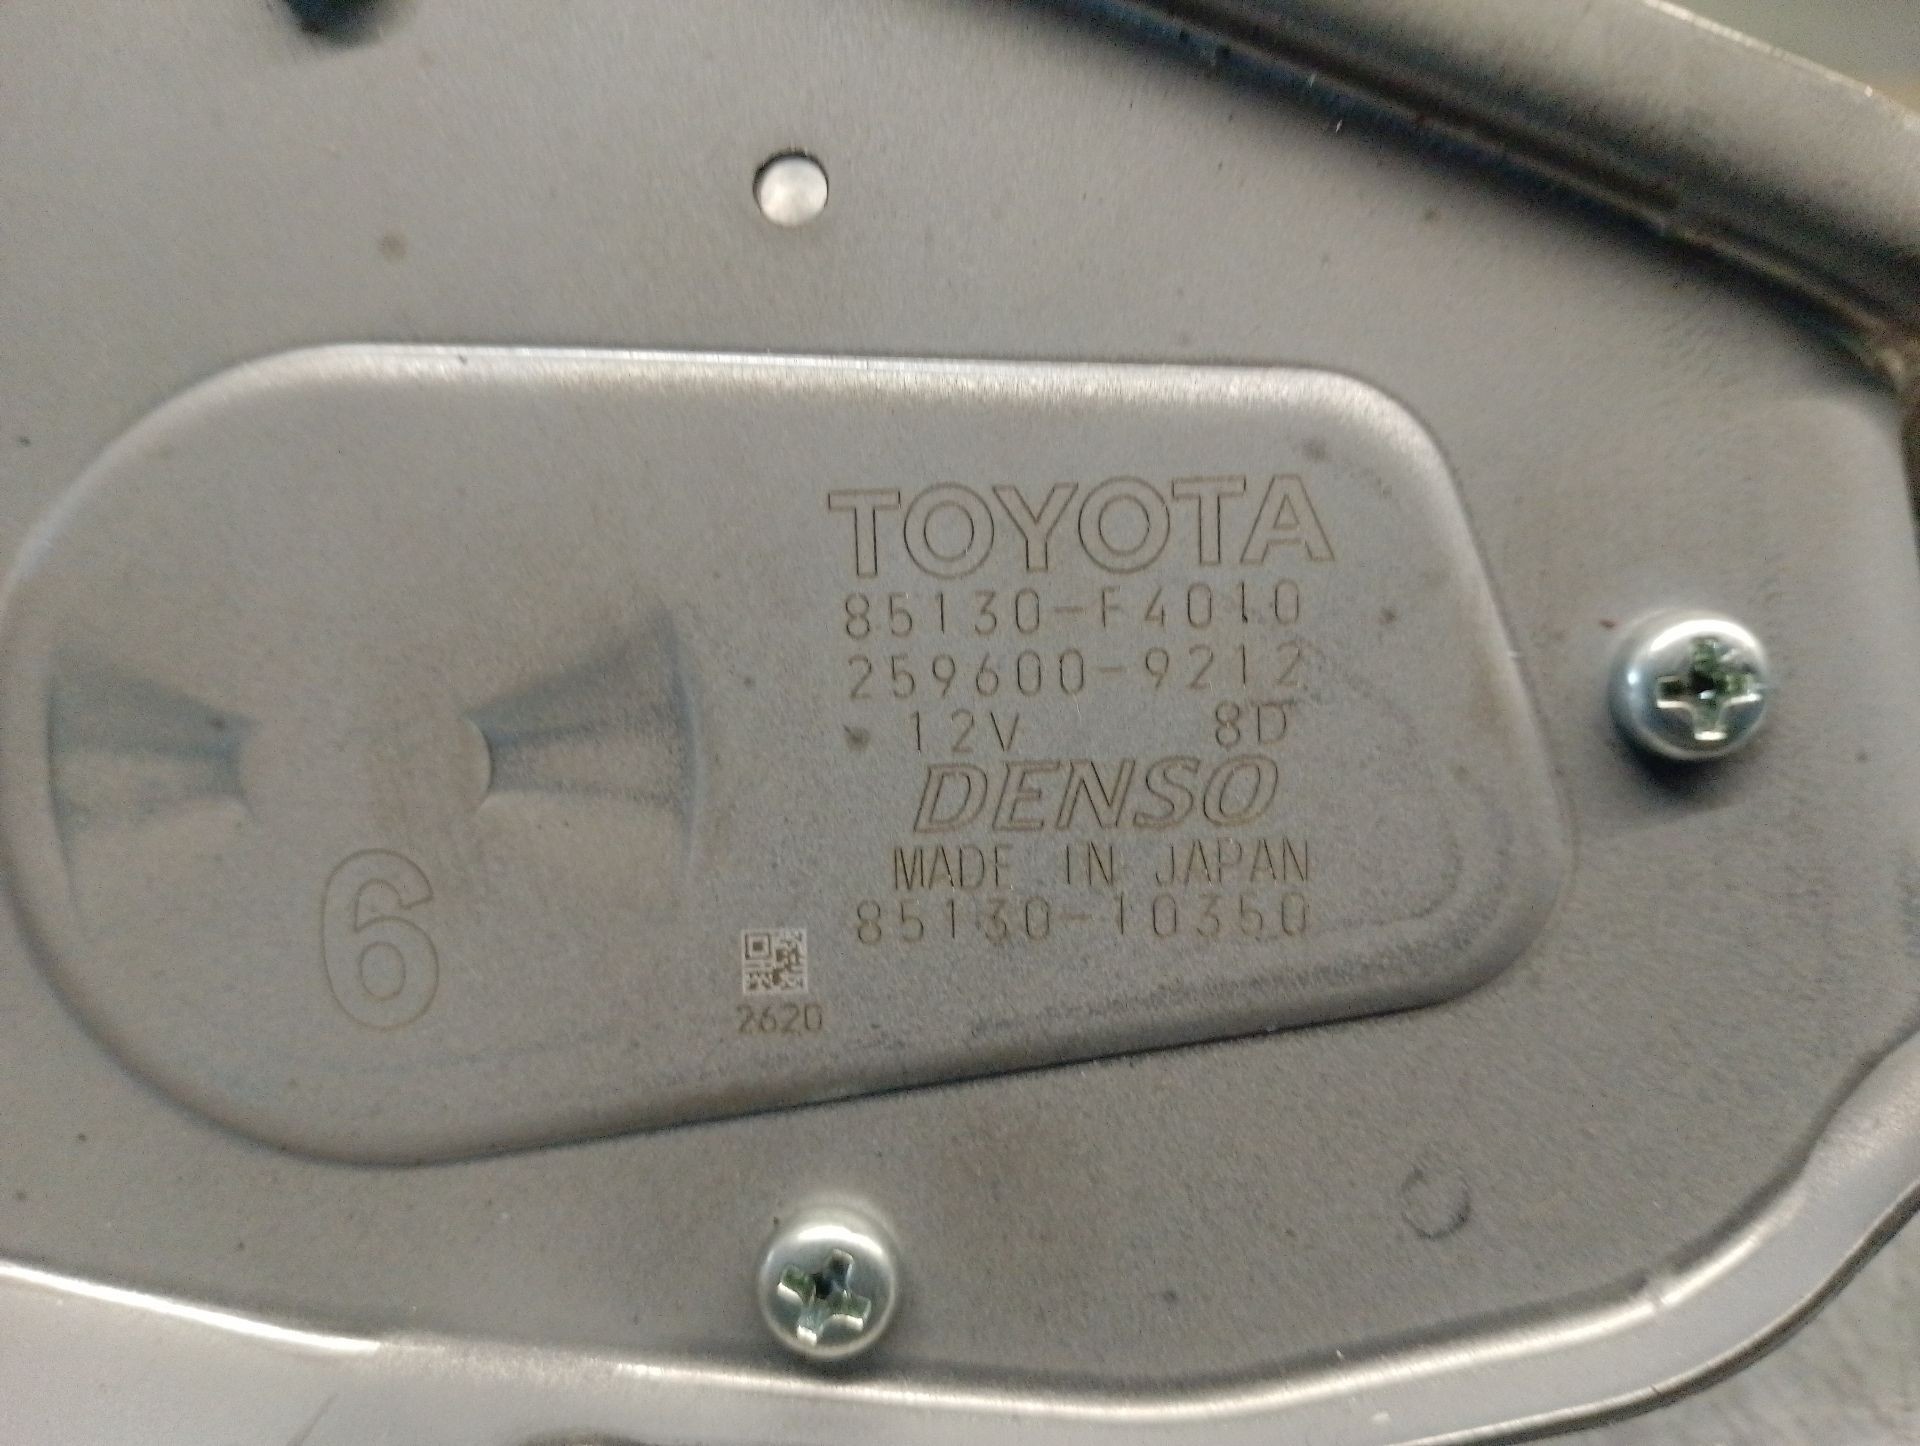 TOYOTA
85130-F4010
259600-9212
12V 8D
DENSO
MADE IN JAPAN
85130-10350
6
2620